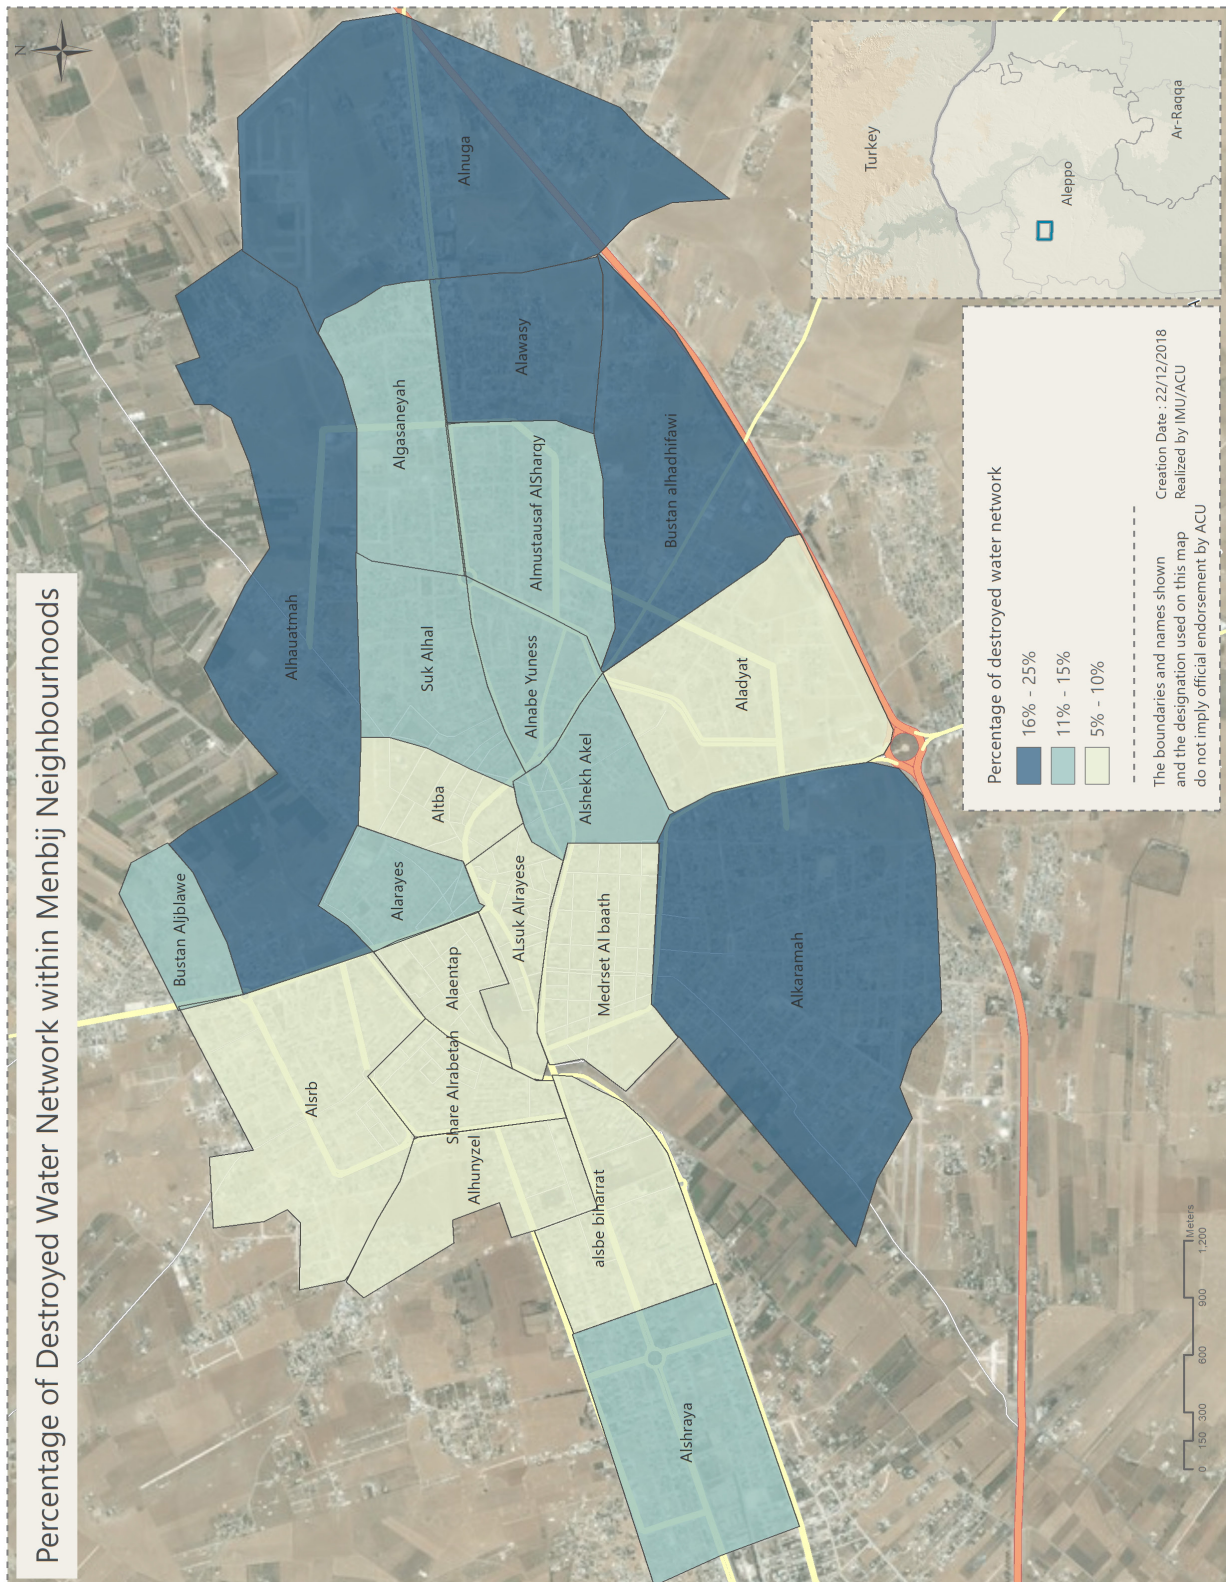 Percentage of Destroyed Water Network within Menbij Neighbourhoods
N
Bustan Aljblawe
Alhauatmah
Alnuga
Alsrb
Alarayes
Altba
Suk Alhal
Algasaneyah
Alawasy
Alaentap
Share Alrabetah
Alhunyzel
ALsuk Alrayese
Alnabe Yuness
Almustausaf AlSharqy
Alshekh Akel
Medrset Al baath
alsbe biharrat
Bustan alhadhifawi
Aladyat
Alkaramah
Alshraya
Turkey
Aleppo
Ar-Raqqa
Percentage of destroyed water network
16% - 25%
11% - 15%
5% - 10%
The boundaries and names shown
and the designation used on this map
do not imply official endorsement by ACU
Creation Date : 22/12/2018
Realized by IMU/ACU
0 150 300 600 900 1,200
Meters